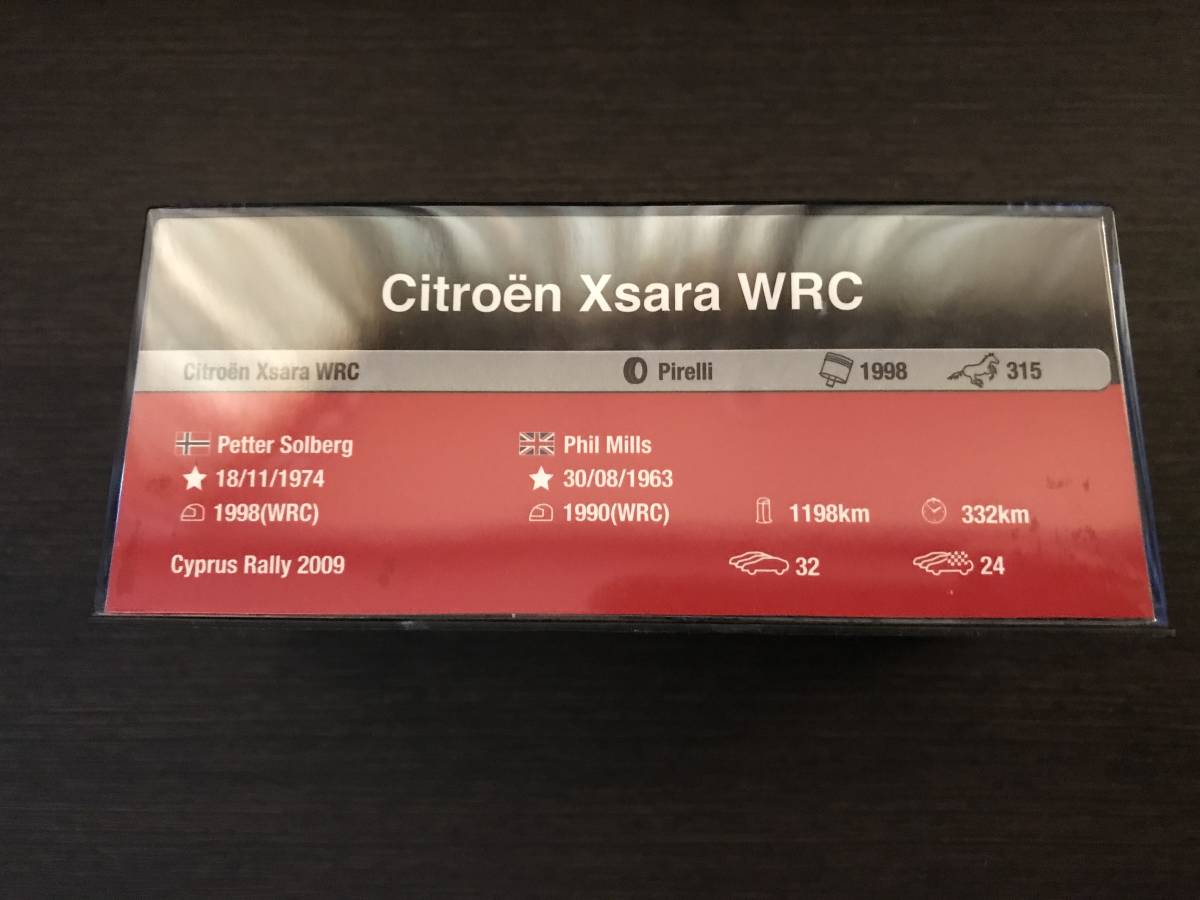 Citroën Xsara WRC
Citroën Xsara WRC Pirelli 1998 315
Petter Solberg Phil Mills
18/11/1974 30/08/1963
1998(WRC) 1990(WRC) 1198km 332km
Cyprus Rally 2009 32 24